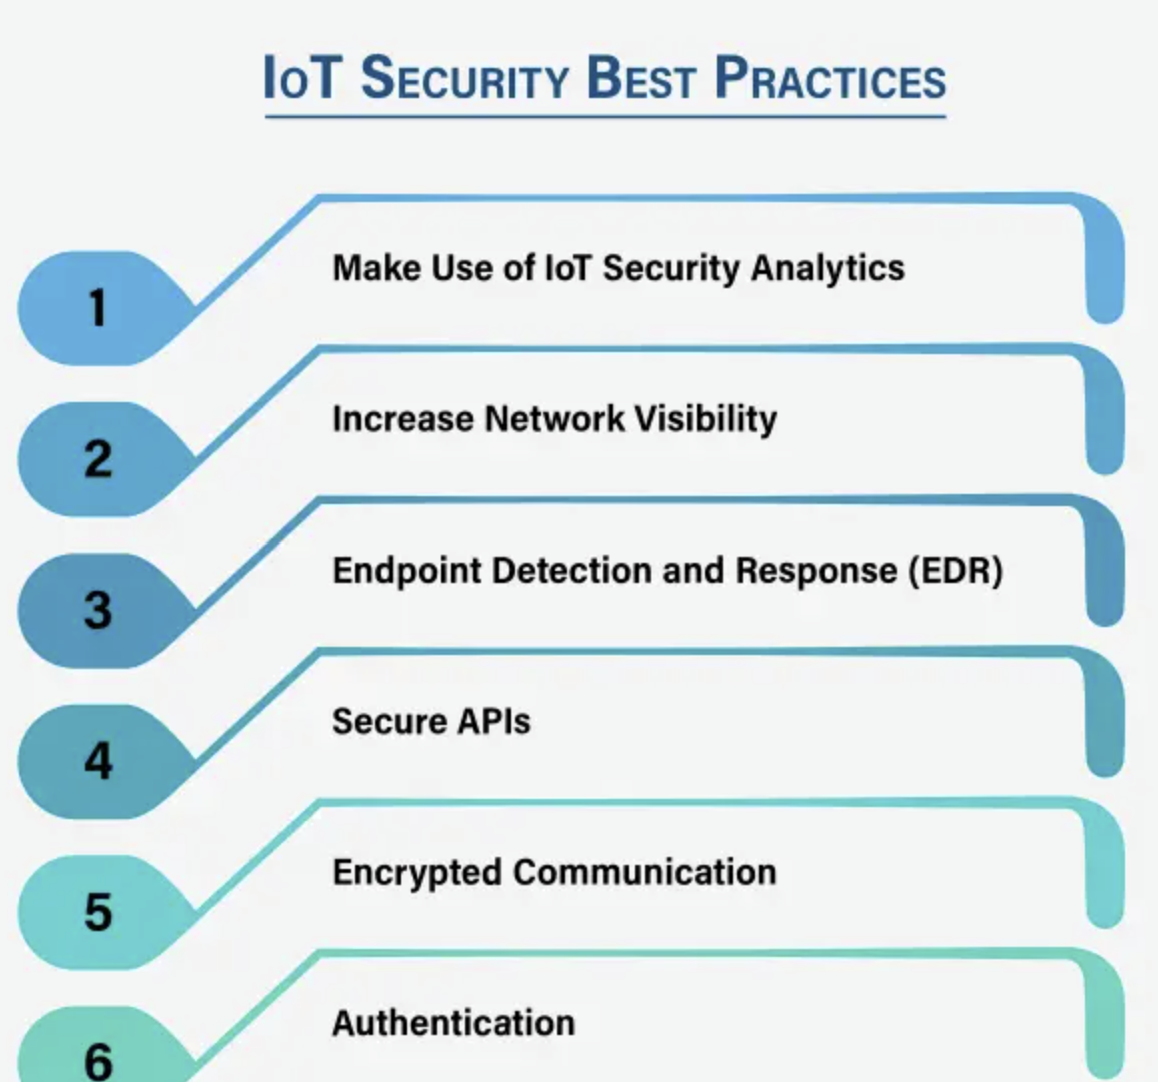 IoT Security Best Practices
1
Make Use of IoT Security Analytics
2
Increase Network Visibility
3
Endpoint Detection and Response (EDR)
4
Secure APIs
5
Encrypted Communication
6
Authentication